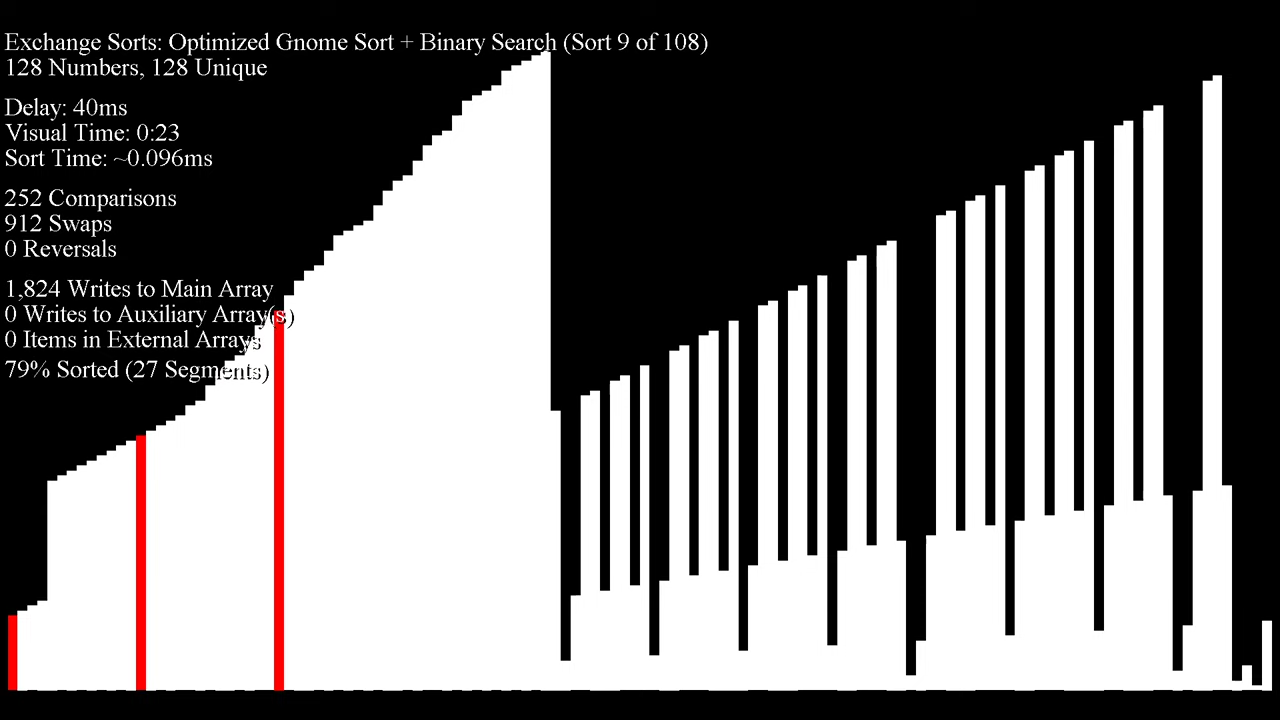 Exchange Sorts: Optimized Gnome Sort + Binary Search (Sort 9 of 108)
128 Numbers, 128 Unique
Delay: 40ms
Visual Time: 0:23
Sort Time: ~0.096ms
252 Comparisons
912 Swaps
0 Reversals
1,824 Writes to Main Array
0 Writes to Auxiliary Array(s)
0 Items in External Arrays
79% Sorted (27 Segments)